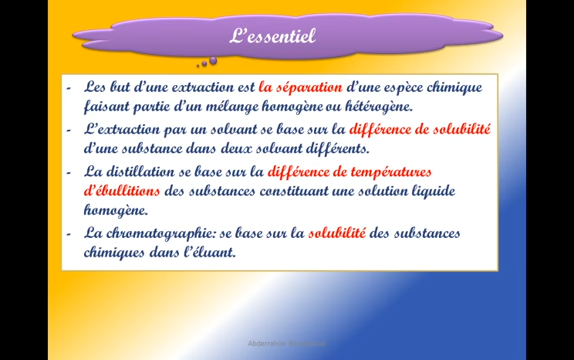 L'essentiel
- Les but d'une extraction est la séparation d'une espèce chimique
faisant partie d'un mélange homogène ou hétérogène.
- L'extraction par un solvant se base sur la différence de solubilité
d'une substance dans deux solvant différents.
- La distillation se base sur la différence de températures
d'ébullitions des substances constituant une solution liquide
homogène.
- La chromatographie: se base sur la solubilité des substances
chimiques dans l'éluant.